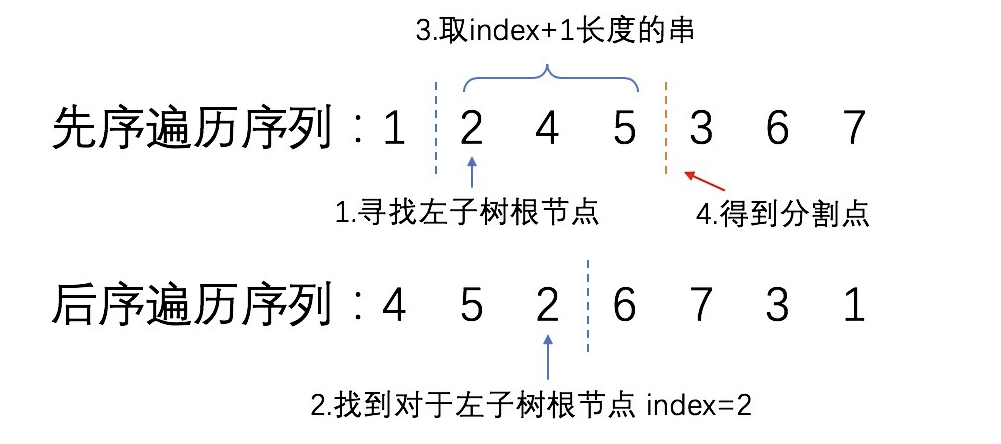 3.取index+1长度的串
先序遍历序列：1 2 4 5 3 6 7
1.寻找左子树根节点
4.得到分割点
后序遍历序列：4 5 2 6 7 3 1
2.找到对于左子树根节点 index=2